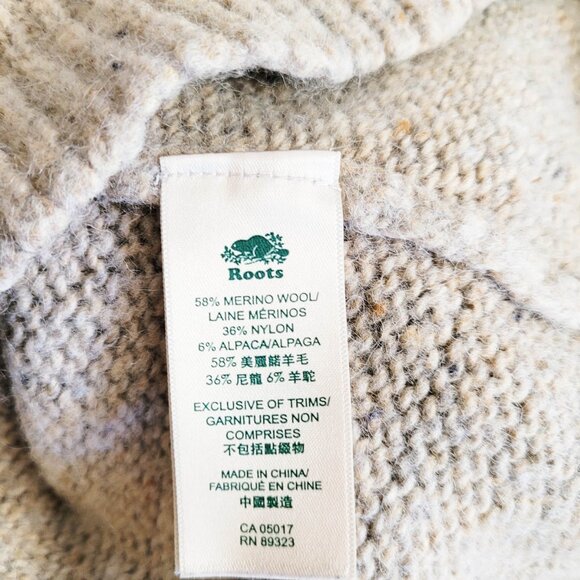 Roots
58% MERINO WOOL/
LAINE MÉRINOS
36% NYLON
6% ALPACA/ALPAGA
58% 美麗諾羊毛
36% 尼龍 6% 羊駝
EXCLUSIVE OF TRIMS/
GARNITURES NON
COMPRISES
不包括點綴物
MADE IN CHINA/
FABRIQUÉ EN CHINE
中國製造
CA 05017
RN 89323